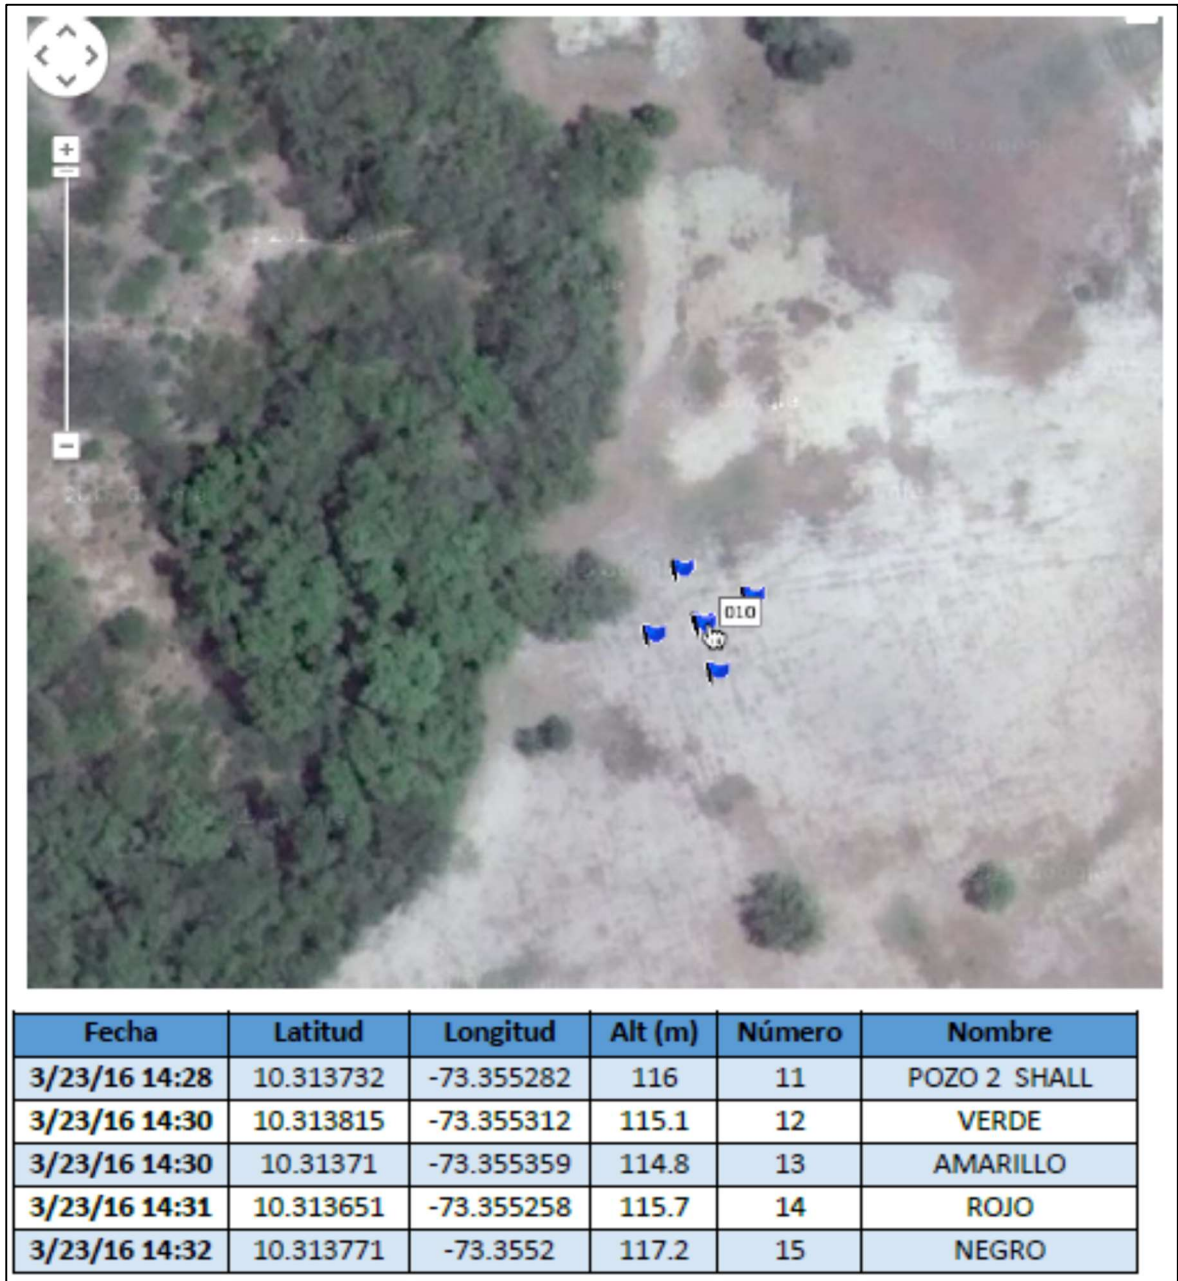 010
Fecha Latitud Longitud Alt (m) Número Nombre
3/23/16 14:28 10.313732 -73.355282 116 11 POZO 2 SHALL
3/23/16 14:30 10.313815 -73.355312 115.1 12 VERDE
3/23/16 14:30 10.31371 -73.355359 114.8 13 AMARILLO
3/23/16 14:31 10.313651 -73.355258 115.7 14 ROJO
3/23/16 14:32 10.313771 -73.3552 117.2 15 NEGRO